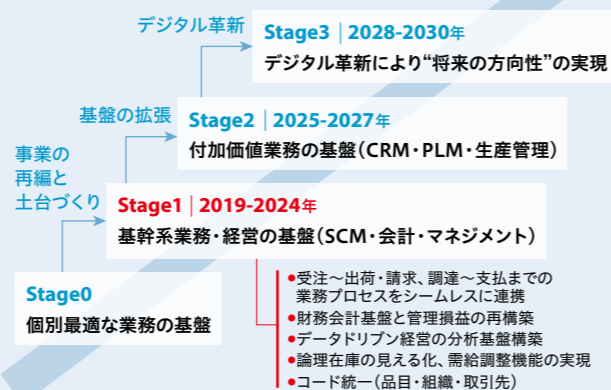 デジタル革新
Stage3｜2028-2030年
デジタル革新により“将来の方向性”の実現
基盤の拡張
Stage2｜2025-2027年
付加価値業務の基盤（CRM・PLM・生産管理）
事業の
再編と
土台づくり
Stage1｜2019-2024年
基幹系業務・経営の基盤（SCM・会計・マネジメント）
Stage0
個別最適な業務の基盤
●受注〜出荷・請求、調達〜支払までの
業務プロセスをシームレスに連携
●財務会計基盤と管理損益の再構築
●データドリブン経営の分析基盤構築
●論理在庫の見える化、需給調整機能の実現
●コード統一（品目・組織・取引先）